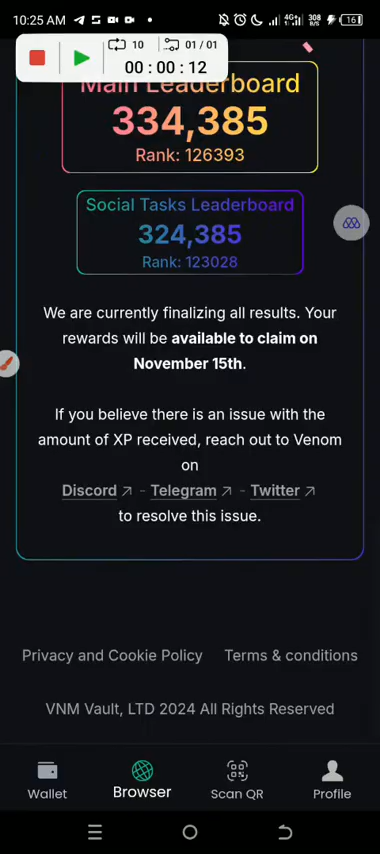 10:25 AM
4G+
308
B/s
16
10
01 / 01
00 : 00 : 12
Main Leaderboard
334,385
Rank: 126393
Social Tasks Leaderboard
324,385
Rank: 123028
We are currently finalizing all results. Your
rewards will be available to claim on
November 15th.
If you believe there is an issue with the
amount of XP received, reach out to Venom
on
Discord ↗ - Telegram ↗ - Twitter ↗
to resolve this issue.
Privacy and Cookie Policy Terms & conditions
VNM Vault, LTD 2024 All Rights Reserved
Wallet Browser Scan QR Profile